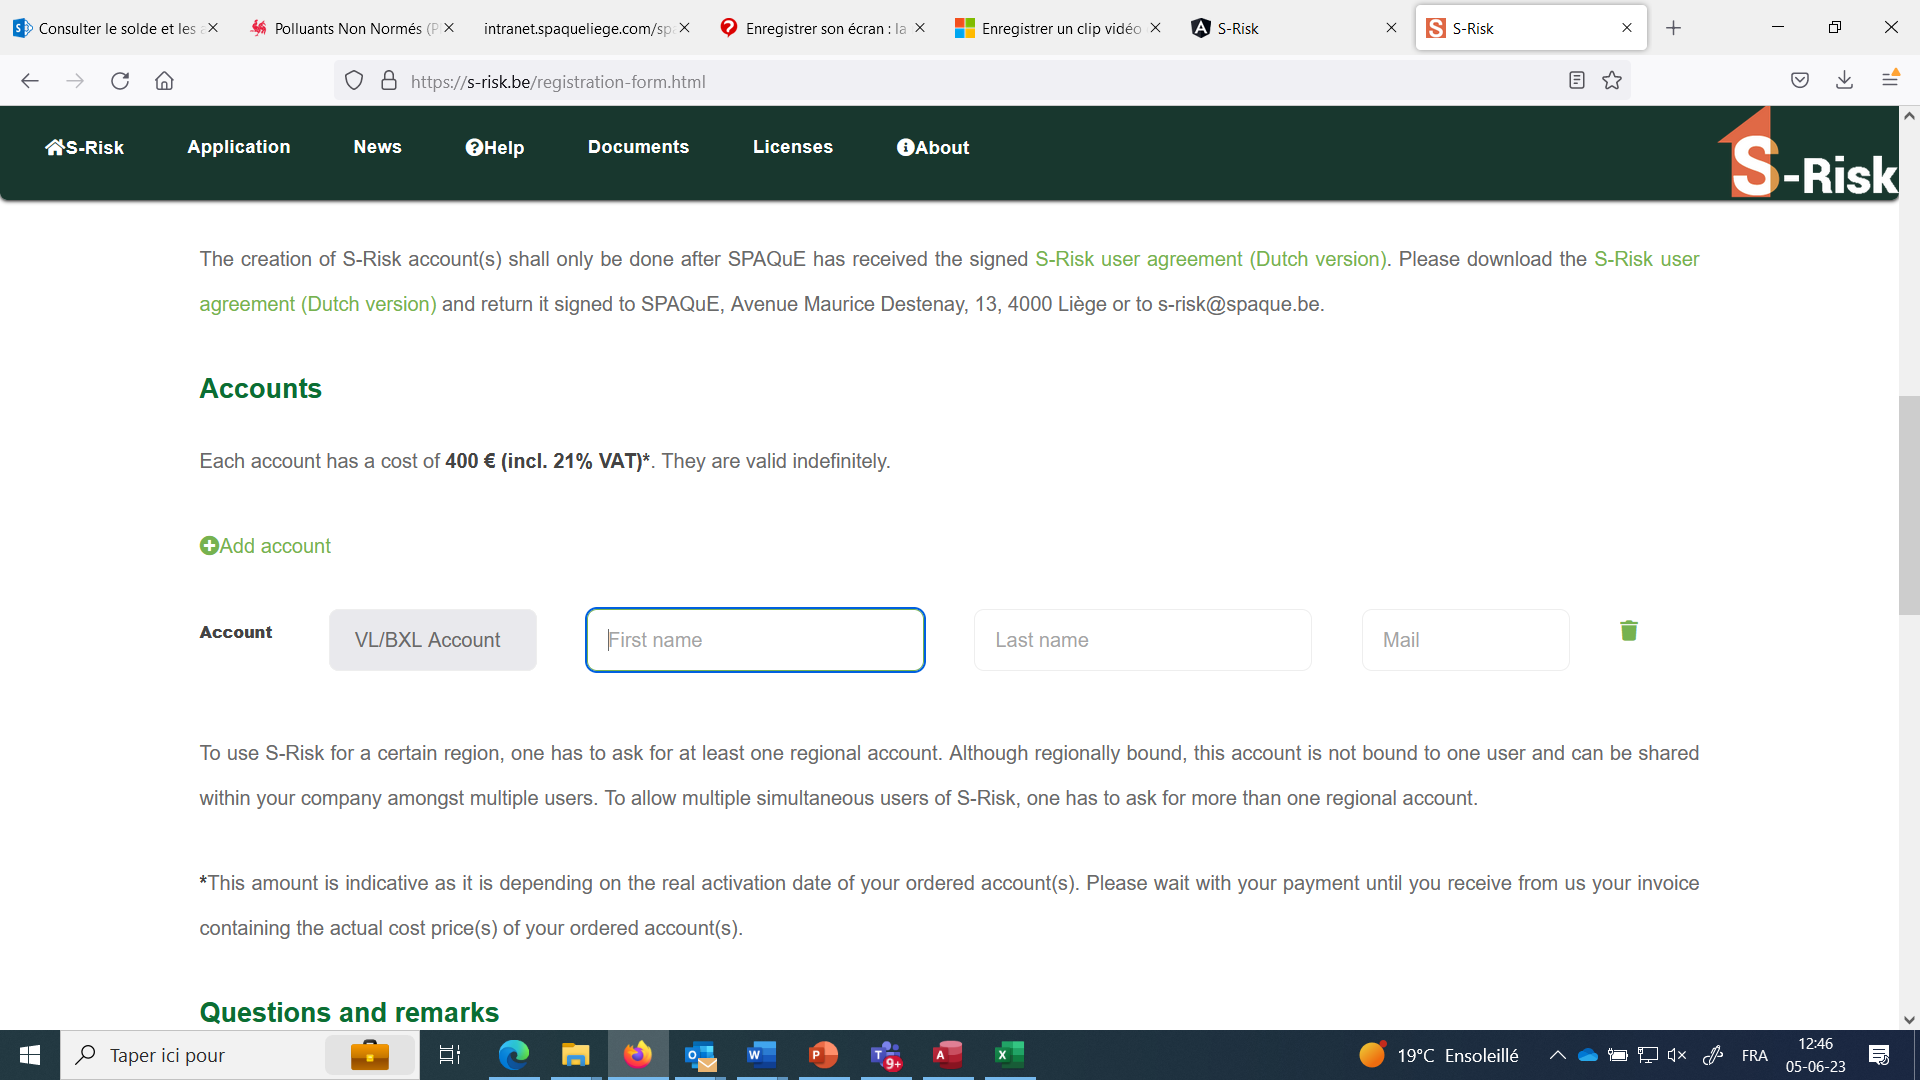 Consulter le solde et les a
Polluants Non Normés (P
intranet.spaqueliege.com/sp
Enregistrer son écran : la
Enregistrer un clip vidéo
S-Risk
S-Risk
https://s-risk.be/registration-form.html
S-Risk
Application
News
Help
Documents
Licenses
About
S-Risk
The creation of S-Risk account(s) shall only be done after SPAQuE has received the signed S-Risk user agreement (Dutch version). Please download the S-Risk user
agreement (Dutch version) and return it signed to SPAQuE, Avenue Maurice Destenay, 13, 4000 Liège or to s-risk@spaque.be.
Accounts
Each account has a cost of 400 € (incl. 21% VAT)*. They are valid indefinitely.
Add account
Account
VL/BXL Account
First name
Last name
Mail
To use S-Risk for a certain region, one has to ask for at least one regional account. Although regionally bound, this account is not bound to one user and can be shared
within your company amongst multiple users. To allow multiple simultaneous users of S-Risk, one has to ask for more than one regional account.
*This amount is indicative as it is depending on the real activation date of your ordered account(s). Please wait with your payment until you receive from us your invoice
containing the actual cost price(s) of your ordered account(s).
Questions and remarks
Taper ici pour
9+
19°C Ensoleillé
FRA
12:46
05-06-23